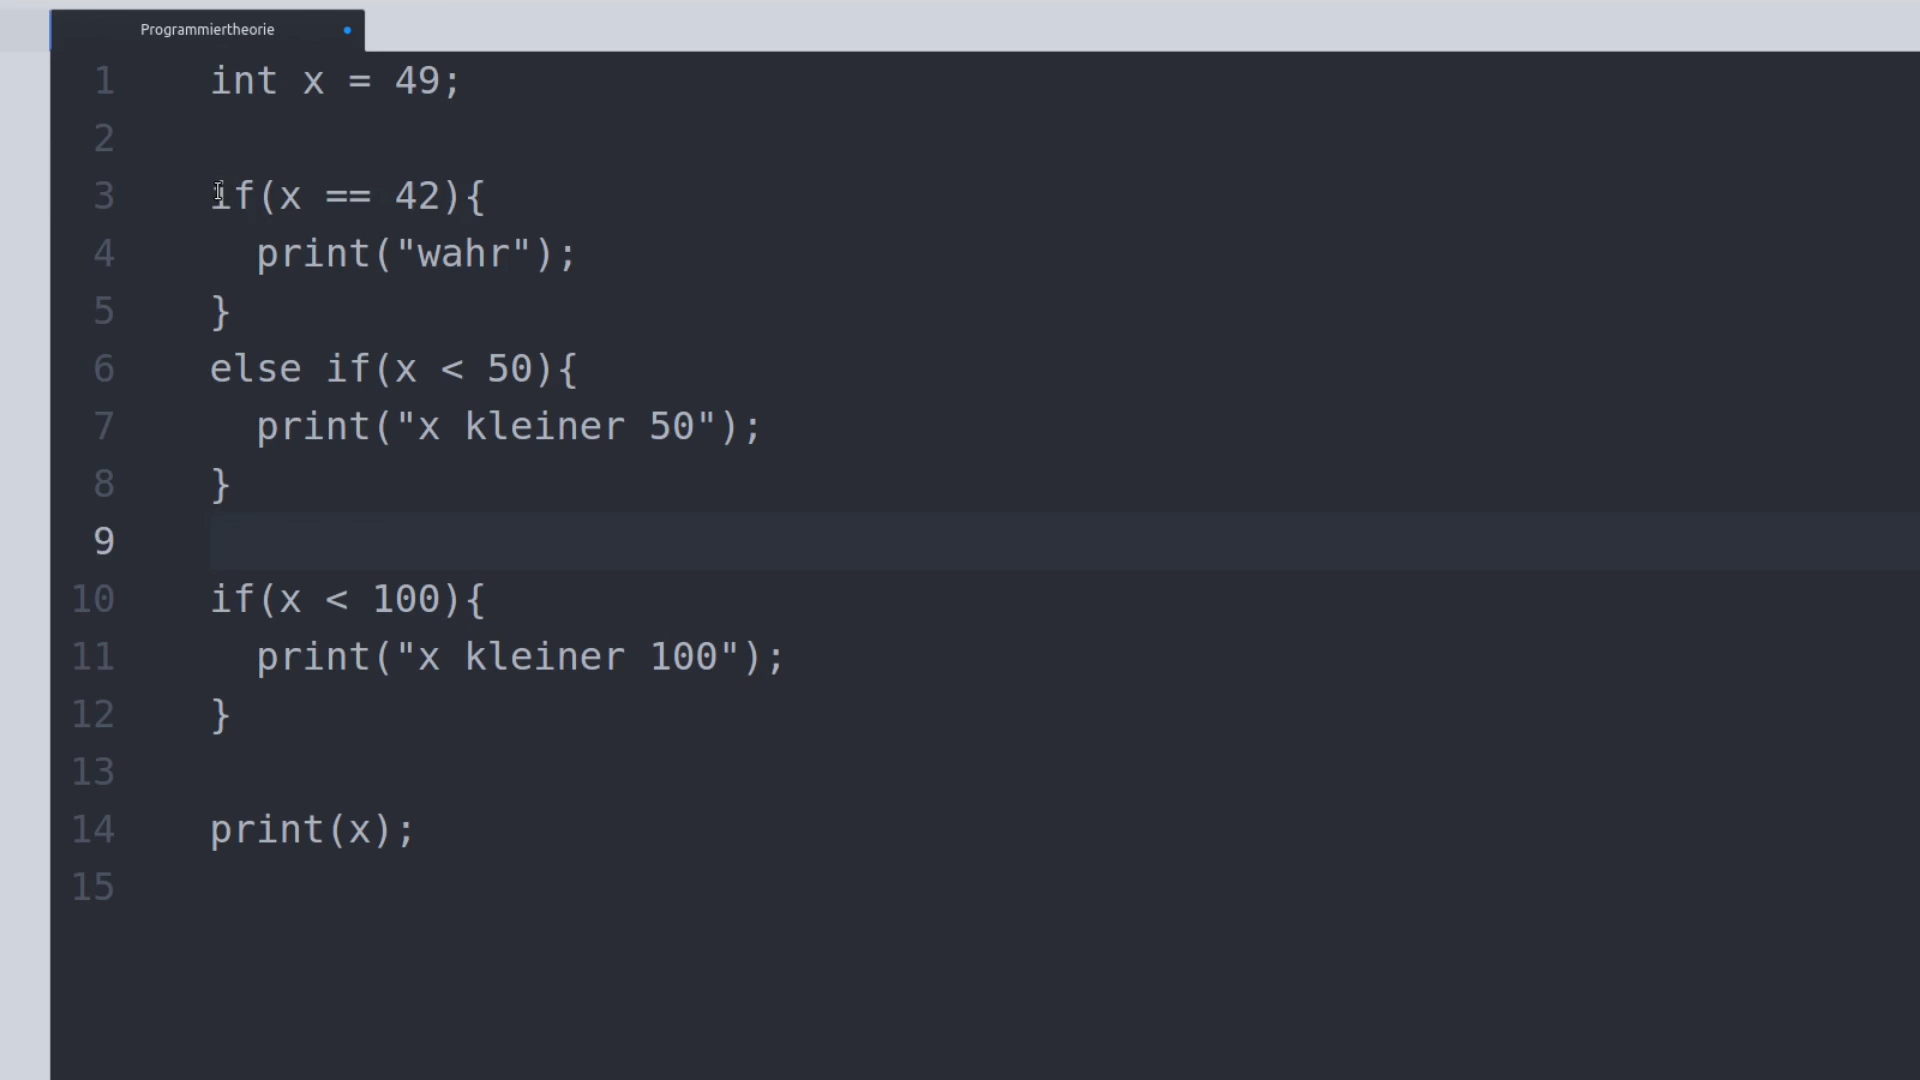 Programmiertheorie
1 int x = 49;
2
3 if(x == 42){
4 print("wahr");
5 }
6 else if(x < 50){
7 print("x kleiner 50");
8 }
9
10 if(x < 100){
11 print("x kleiner 100");
12 }
13
14 print(x);
15